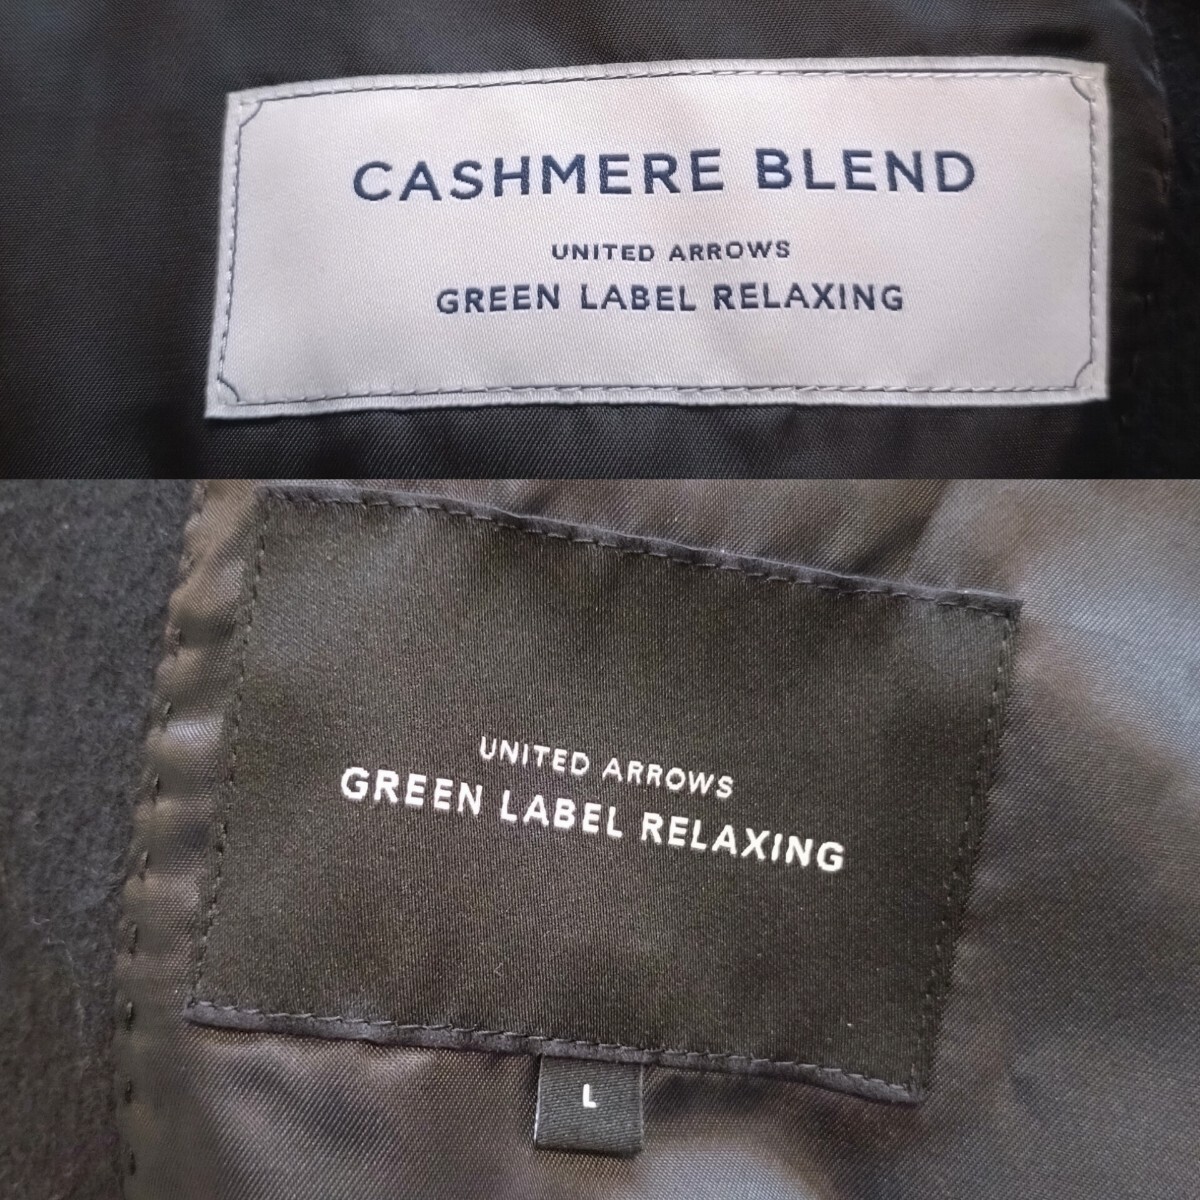 CASHMERE BLEND
UNITED ARROWS
GREEN LABEL RELAXING
UNITED ARROWS
GREEN LABEL RELAXING
L